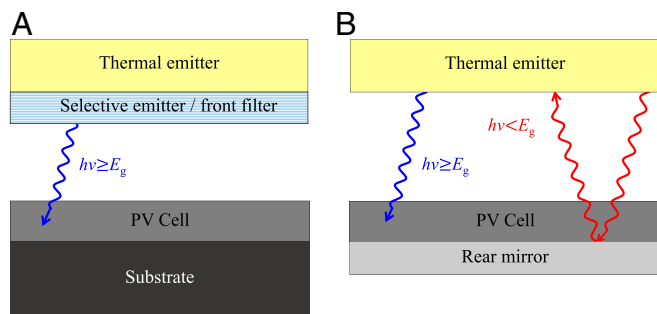 A
Thermal emitter
Selective emitter / front filter
hν≥Eg
PV Cell
Substrate
B
Thermal emitter
hν<Eg
hν≥Eg
PV Cell
Rear mirror